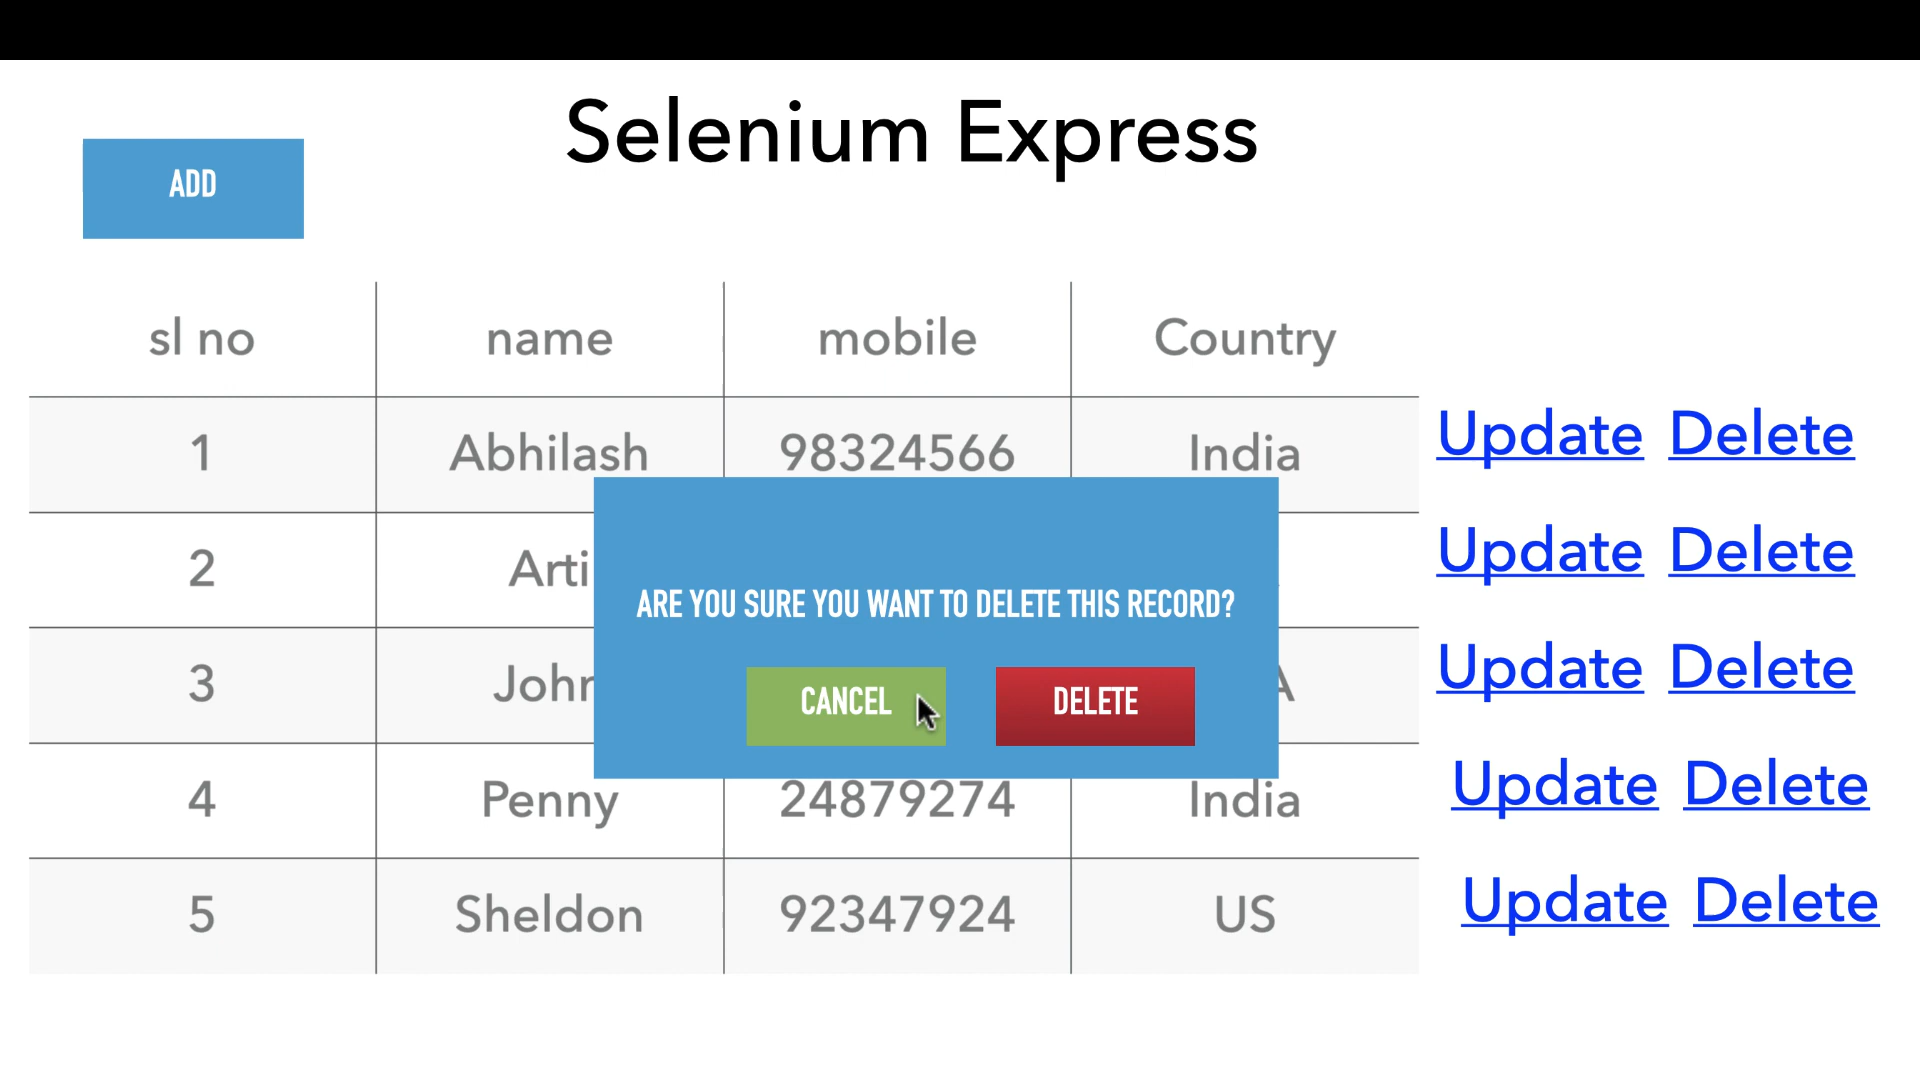 Selenium Express
ADD
sl no name mobile Country
1 Abhilash 98324566 India Update Delete
2 Arti Update Delete
ARE YOU SURE YOU WANT TO DELETE THIS RECORD?
3 Update Delete
CANCEL DELETE
4 Penny 24879274 India Update Delete
5 Sheldon 92347924 US Update Delete